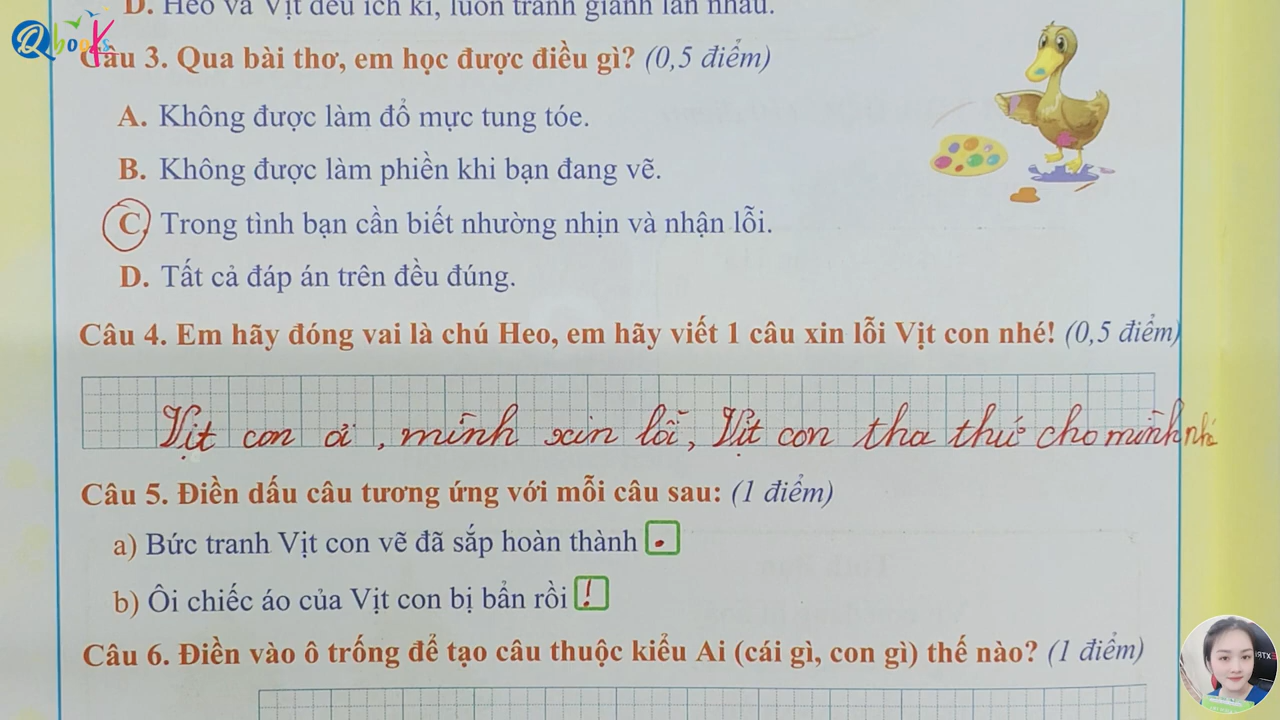 D. Heo và Vịt đều ích kỉ, luôn tranh giành lẫn nhau.
Qbooks
Câu 3. Qua bài thơ, em học được điều gì? (0,5 điểm)
A. Không được làm đổ mực tung tóe.
B. Không được làm phiền khi bạn đang vẽ.
C. Trong tình bạn cần biết nhường nhịn và nhận lỗi.
D. Tất cả đáp án trên đều đúng.
Câu 4. Em hãy đóng vai là chú Heo, em hãy viết 1 câu xin lỗi Vịt con nhé! (0,5 điểm)
Vịt con ơi, mình xin lỗi, Vịt con tha thứ cho mình nhé
Câu 5. Điền dấu câu tương ứng với mỗi câu sau: (1 điểm)
a) Bức tranh Vịt con vẽ đã sắp hoàn thành .
b) Ôi chiếc áo của Vịt con bị bẩn rồi !
Câu 6. Điền vào ô trống để tạo câu thuộc kiểu Ai (cái gì, con gì) thế nào? (1 điểm)